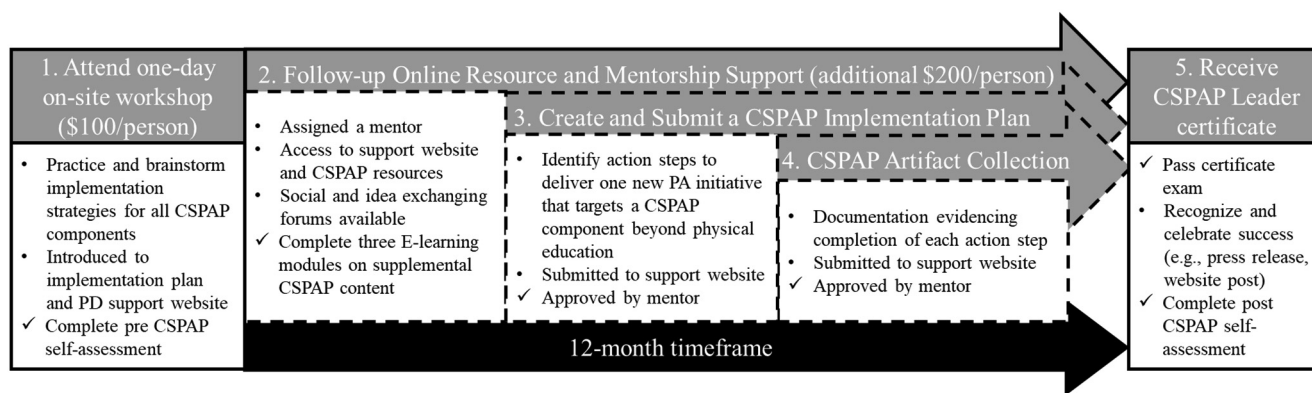 1. Attend one-day
on-site workshop
($100/person)
• Practice and brainstorm
implementation
strategies for all CSPAP
components
• Introduced to
implementation plan
and PD support website
✓ Complete pre CSPAP
self-assessment
2. Follow-up Online Resource and Mentorship Support (additional $200/person)
• Assigned a mentor
• Access to support website
and CSPAP resources
• Social and idea exchanging
forums available
✓ Complete three E-learning
modules on supplemental
CSPAP content
3. Create and Submit a CSPAP Implementation Plan
• Identify action steps to
deliver one new PA initiative
that targets a CSPAP
component beyond physical
education
• Submitted to support website
✓ Approved by mentor
4. CSPAP Artifact Collection
• Documentation evidencing
completion of each action step
• Submitted to support website
✓ Approved by mentor
12-month timeframe
5. Receive
CSPAP Leader
certificate
✓ Pass certificate
exam
• Recognize and
celebrate success
(e.g., press release,
website post)
✓ Complete post
CSPAP self-
assessment